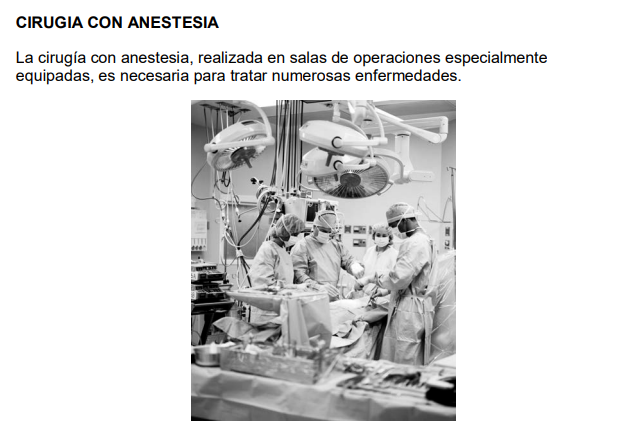 CIRUGIA CON ANESTESIA
La cirugía con anestesia, realizada en salas de operaciones especialmente
equipadas, es necesaria para tratar numerosas enfermedades.